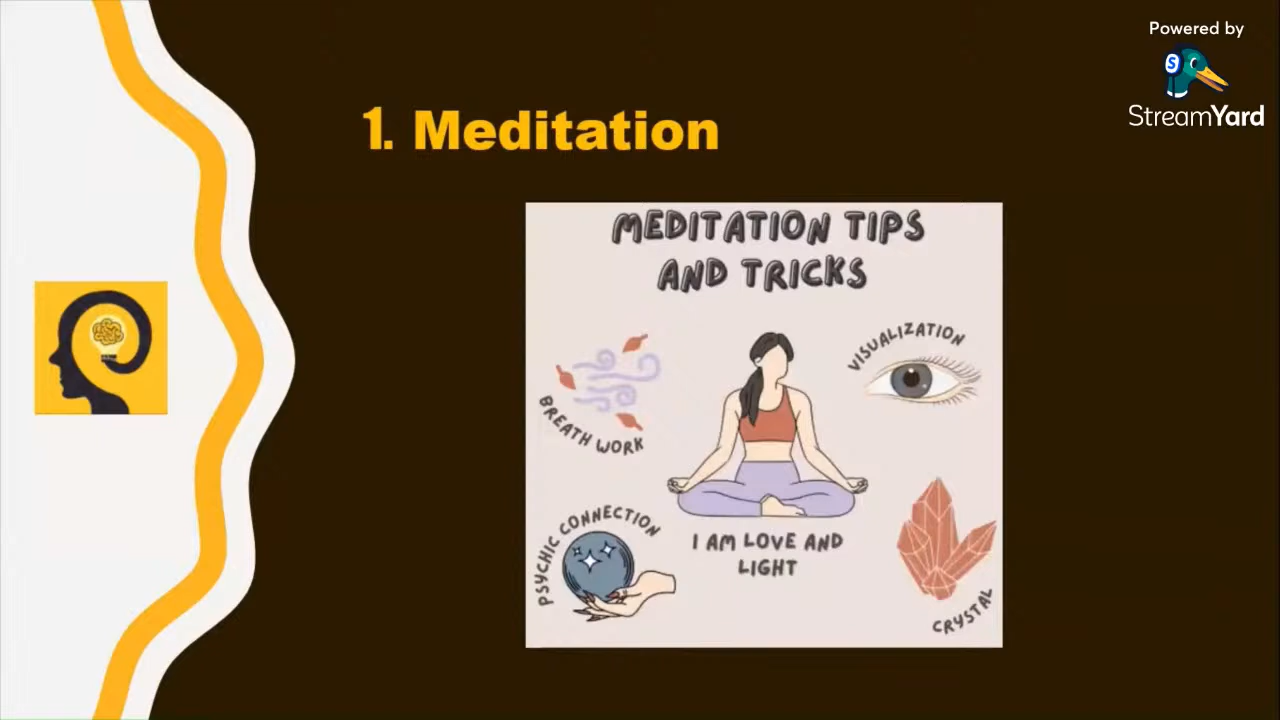 Powered by
StreamYard
1. Meditation
MEDITATION TIPS
AND TRICKS
VISUALIZATION
BREATH WORK
PSYCHIC CONNECTION
I AM LOVE AND
LIGHT
CRYSTAL